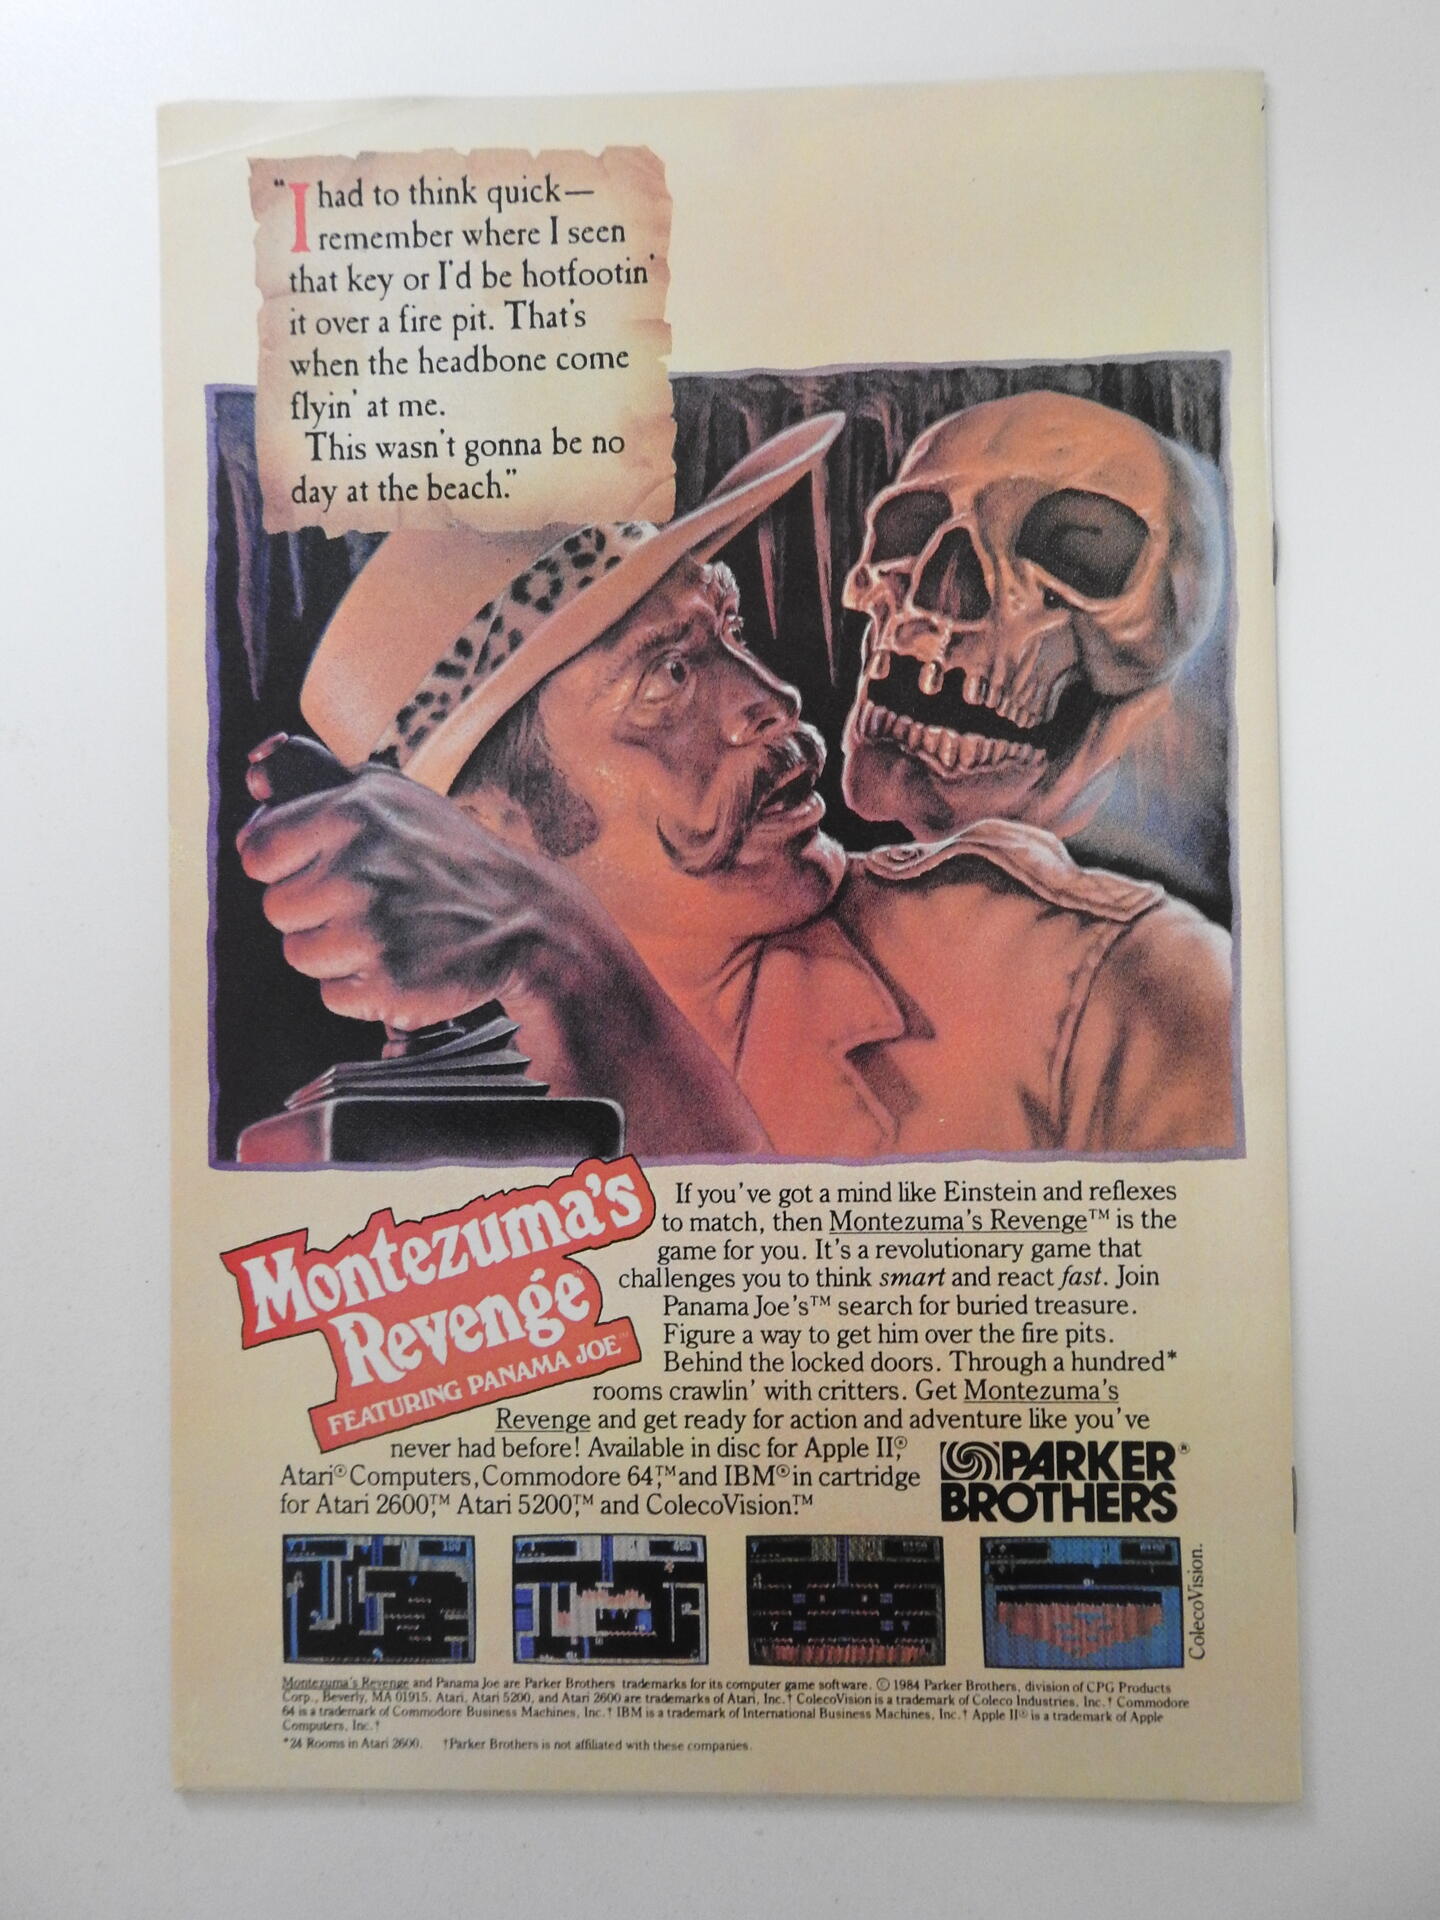 "I had to think quick—
remember where I seen
that key or I'd be hotfootin'
it over a fire pit. That's
when the headbone come
flyin' at me.
This wasn't gonna be no
day at the beach."
Montezuma's
Revenge™
FEATURING PANAMA JOE™
If you've got a mind like Einstein and reflexes
to match, then Montezuma's Revenge™ is the
game for you. It's a revolutionary game that
challenges you to think smart and react fast. Join
Panama Joe's™ search for buried treasure.
Figure a way to get him over the fire pits.
Behind the locked doors. Through a hundred*
rooms crawlin' with critters. Get Montezuma's
Revenge and get ready for action and adventure like you've
never had before! Available in disc for Apple II,®
Atari® Computers, Commodore 64,™ and IBM® in cartridge
for Atari 2600,™ Atari 5200,™ and ColecoVision.™
PARKER®
BROTHERS
100
ColecoVision.
Montezuma's Revenge and Panama Joe are Parker Brothers trademarks for its computer game software. © 1984 Parker Brothers, division of CPG Products
Corp., Beverly, MA 01915. Atari, Atari 5200, and Atari 2600 are trademarks of Atari, Inc.† ColecoVision is a trademark of Coleco Industries, Inc.† Commodore
64 is a trademark of Commodore Business Machines, Inc.† IBM is a trademark of International Business Machines, Inc.† Apple II® is a trademark of Apple
Computers, Inc.†
*24 Rooms in Atari 2600. †Parker Brothers is not affiliated with these companies.